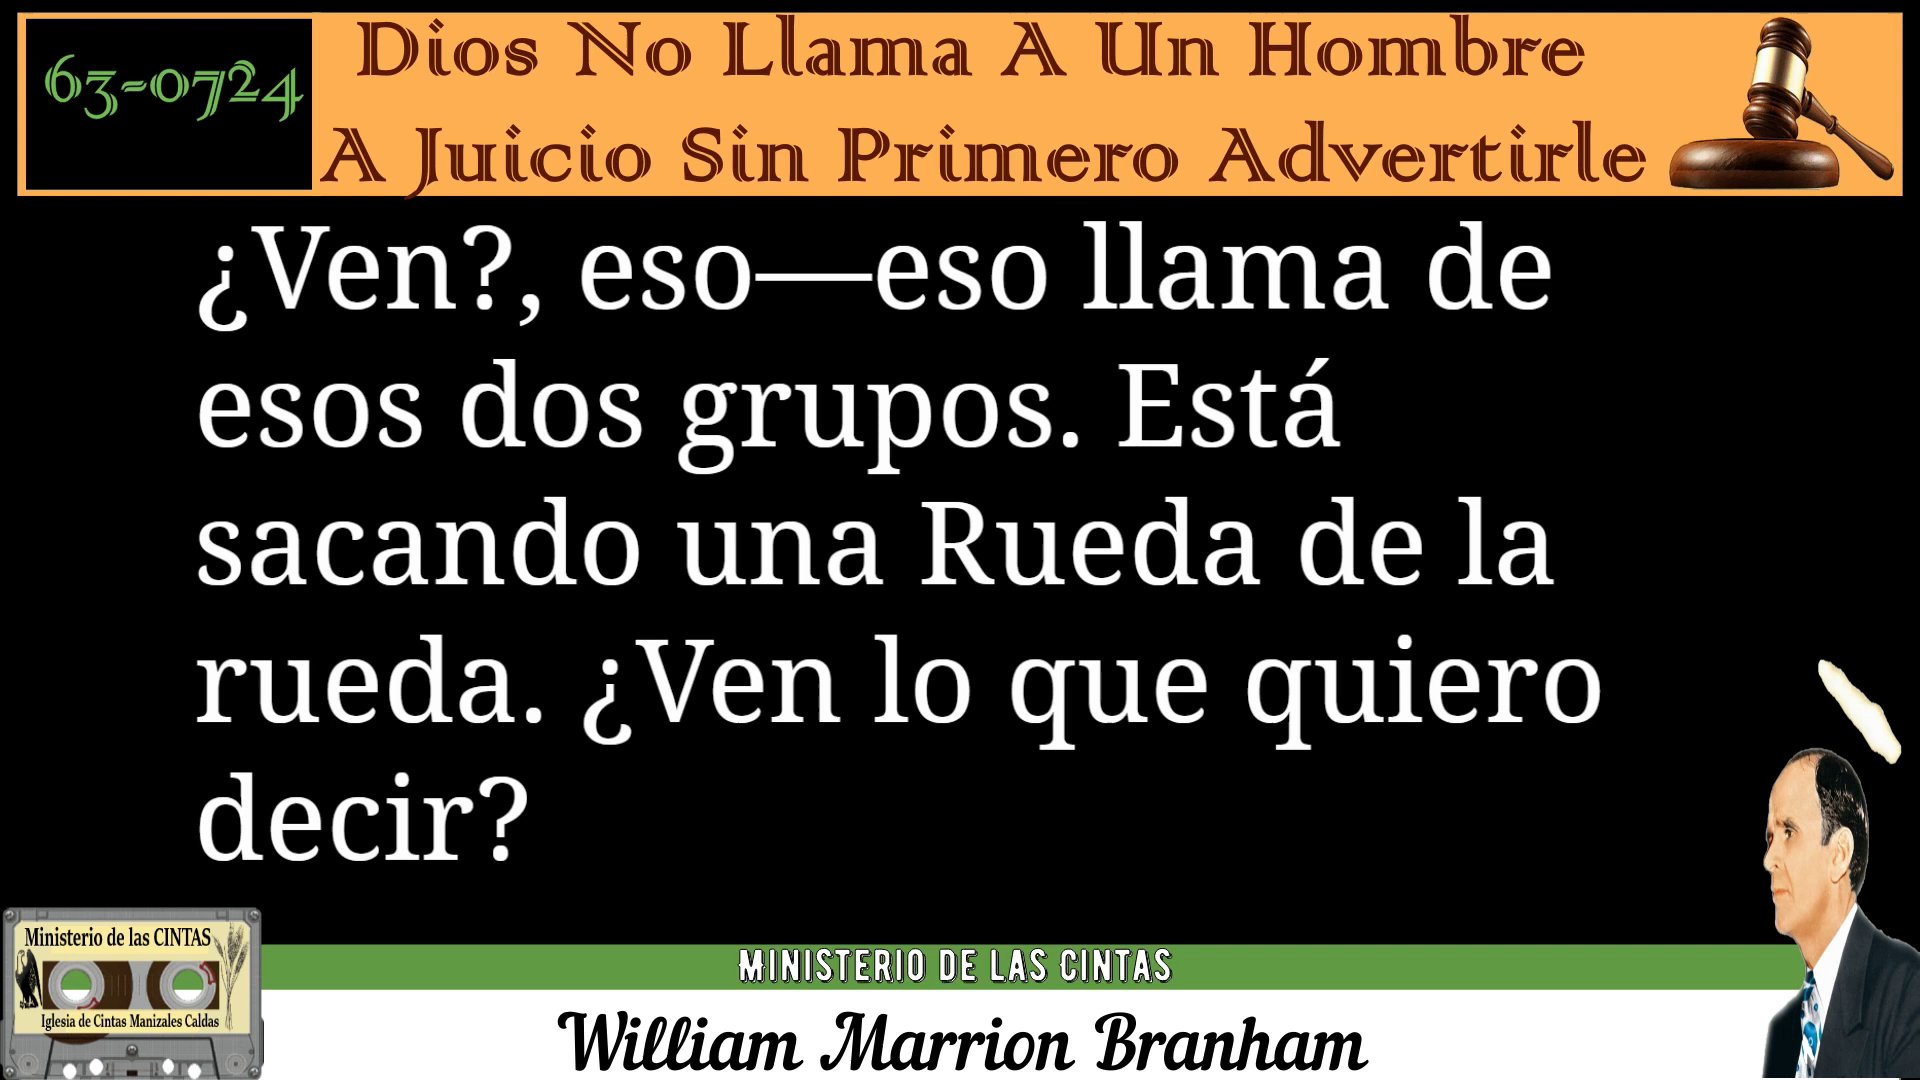 63-0724
Dios No Llama A Un Hombre
A Juicio Sin Primero Advertirle
¿Ven?, eso—eso llama de
esos dos grupos. Está
sacando una Rueda de la
rueda. ¿Ven lo que quiero
decir?
Ministerio de las CINTAS
Iglesia de Cintas Manizales Caldas
MINISTERIO DE LAS CINTAS
William Marrion Branham